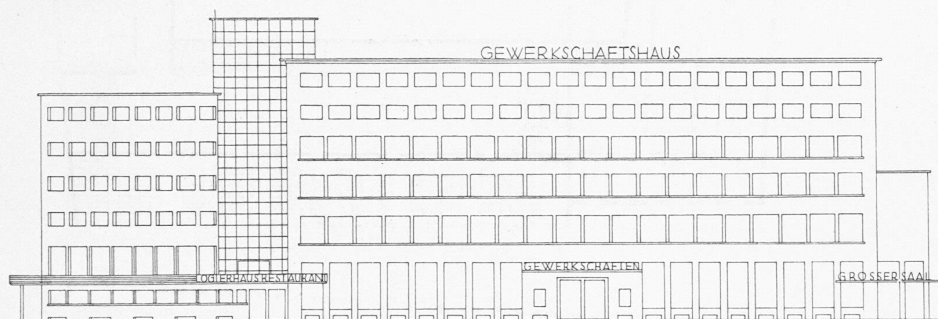 GEWERKSCHAFTSHAUS
LOGIERHAUS RESTAURANT
GEWERKSCHAFTEN
GROSSER SAAL